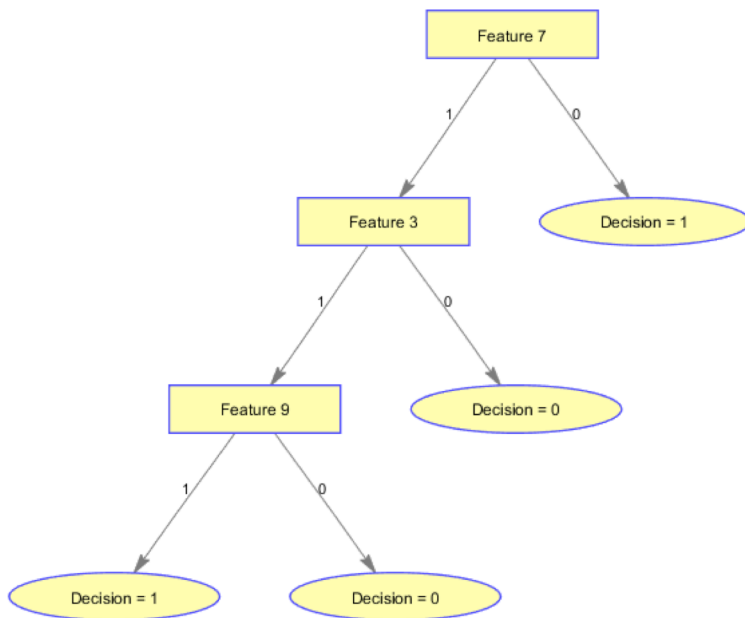 Feature 7
1
0
Feature 3
Decision = 1
1
0
Feature 9
Decision = 0
1
0
Decision = 1
Decision = 0